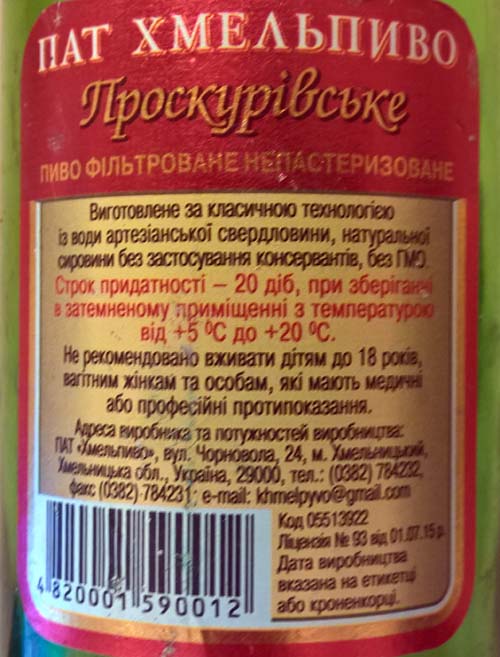 ПАТ ХМЕЛЬПИВО
Проскурівське
ПИВО ФІЛЬТРОВАНЕ НЕПАСТЕРИЗОВАНЕ
Виготовлене за класичною технологією
із води артезіанської свердловини, натуральної
сировини без застосування консервантів, без ГМО.
Строк придатності – 20 діб, при зберіганні
в затемненому приміщенні з температурою
від +5 ⁰С до +20 ⁰С.
Не рекомендовано вживати дітям до 18 років,
вагітним жінкам та особам, які мають медичні
або професійні протипоказання.
Адреса виробника та потужностей виробництва:
ПАТ «Хмельпиво», вул. Чорновола, 24, м. Хмельницький,
Хмельницька обл., Україна, 29000, тел.: (0382) 784232,
факс (0382) 784231; e-mail: khmelpyvo@gmail.com
Код 05513922
Ліцензія № 93 від 01.07.15р.
Дата виробництва
вказана на етикетці
або кроненкорці.
4 820001 590012